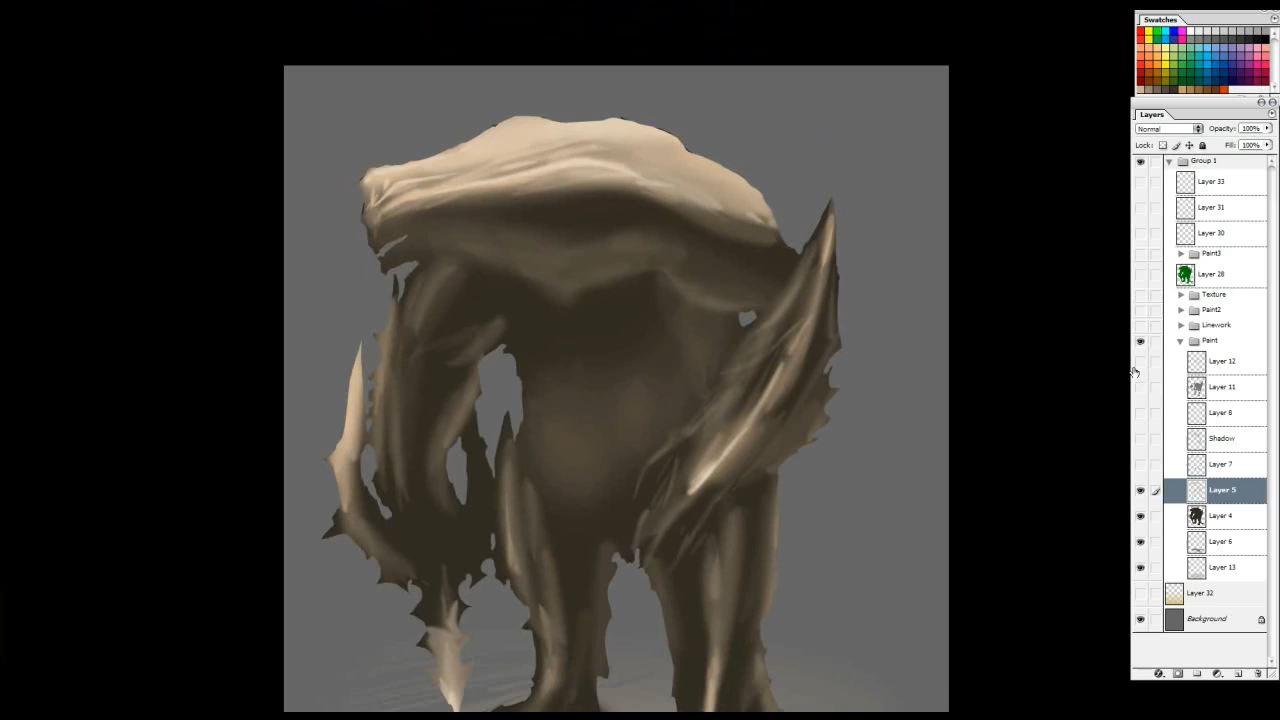 Swatches
Layers
Normal Opacity: 100%
Lock: Fill: 100%
Group 1
Layer 33
Layer 31
Layer 30
Paint3
Layer 28
Texture
Paint2
Linework
Paint
Layer 12
Layer 11
Layer 8
Shadow
Layer 7
Layer 5
Layer 4
Layer 6
Layer 13
Layer 32
Background